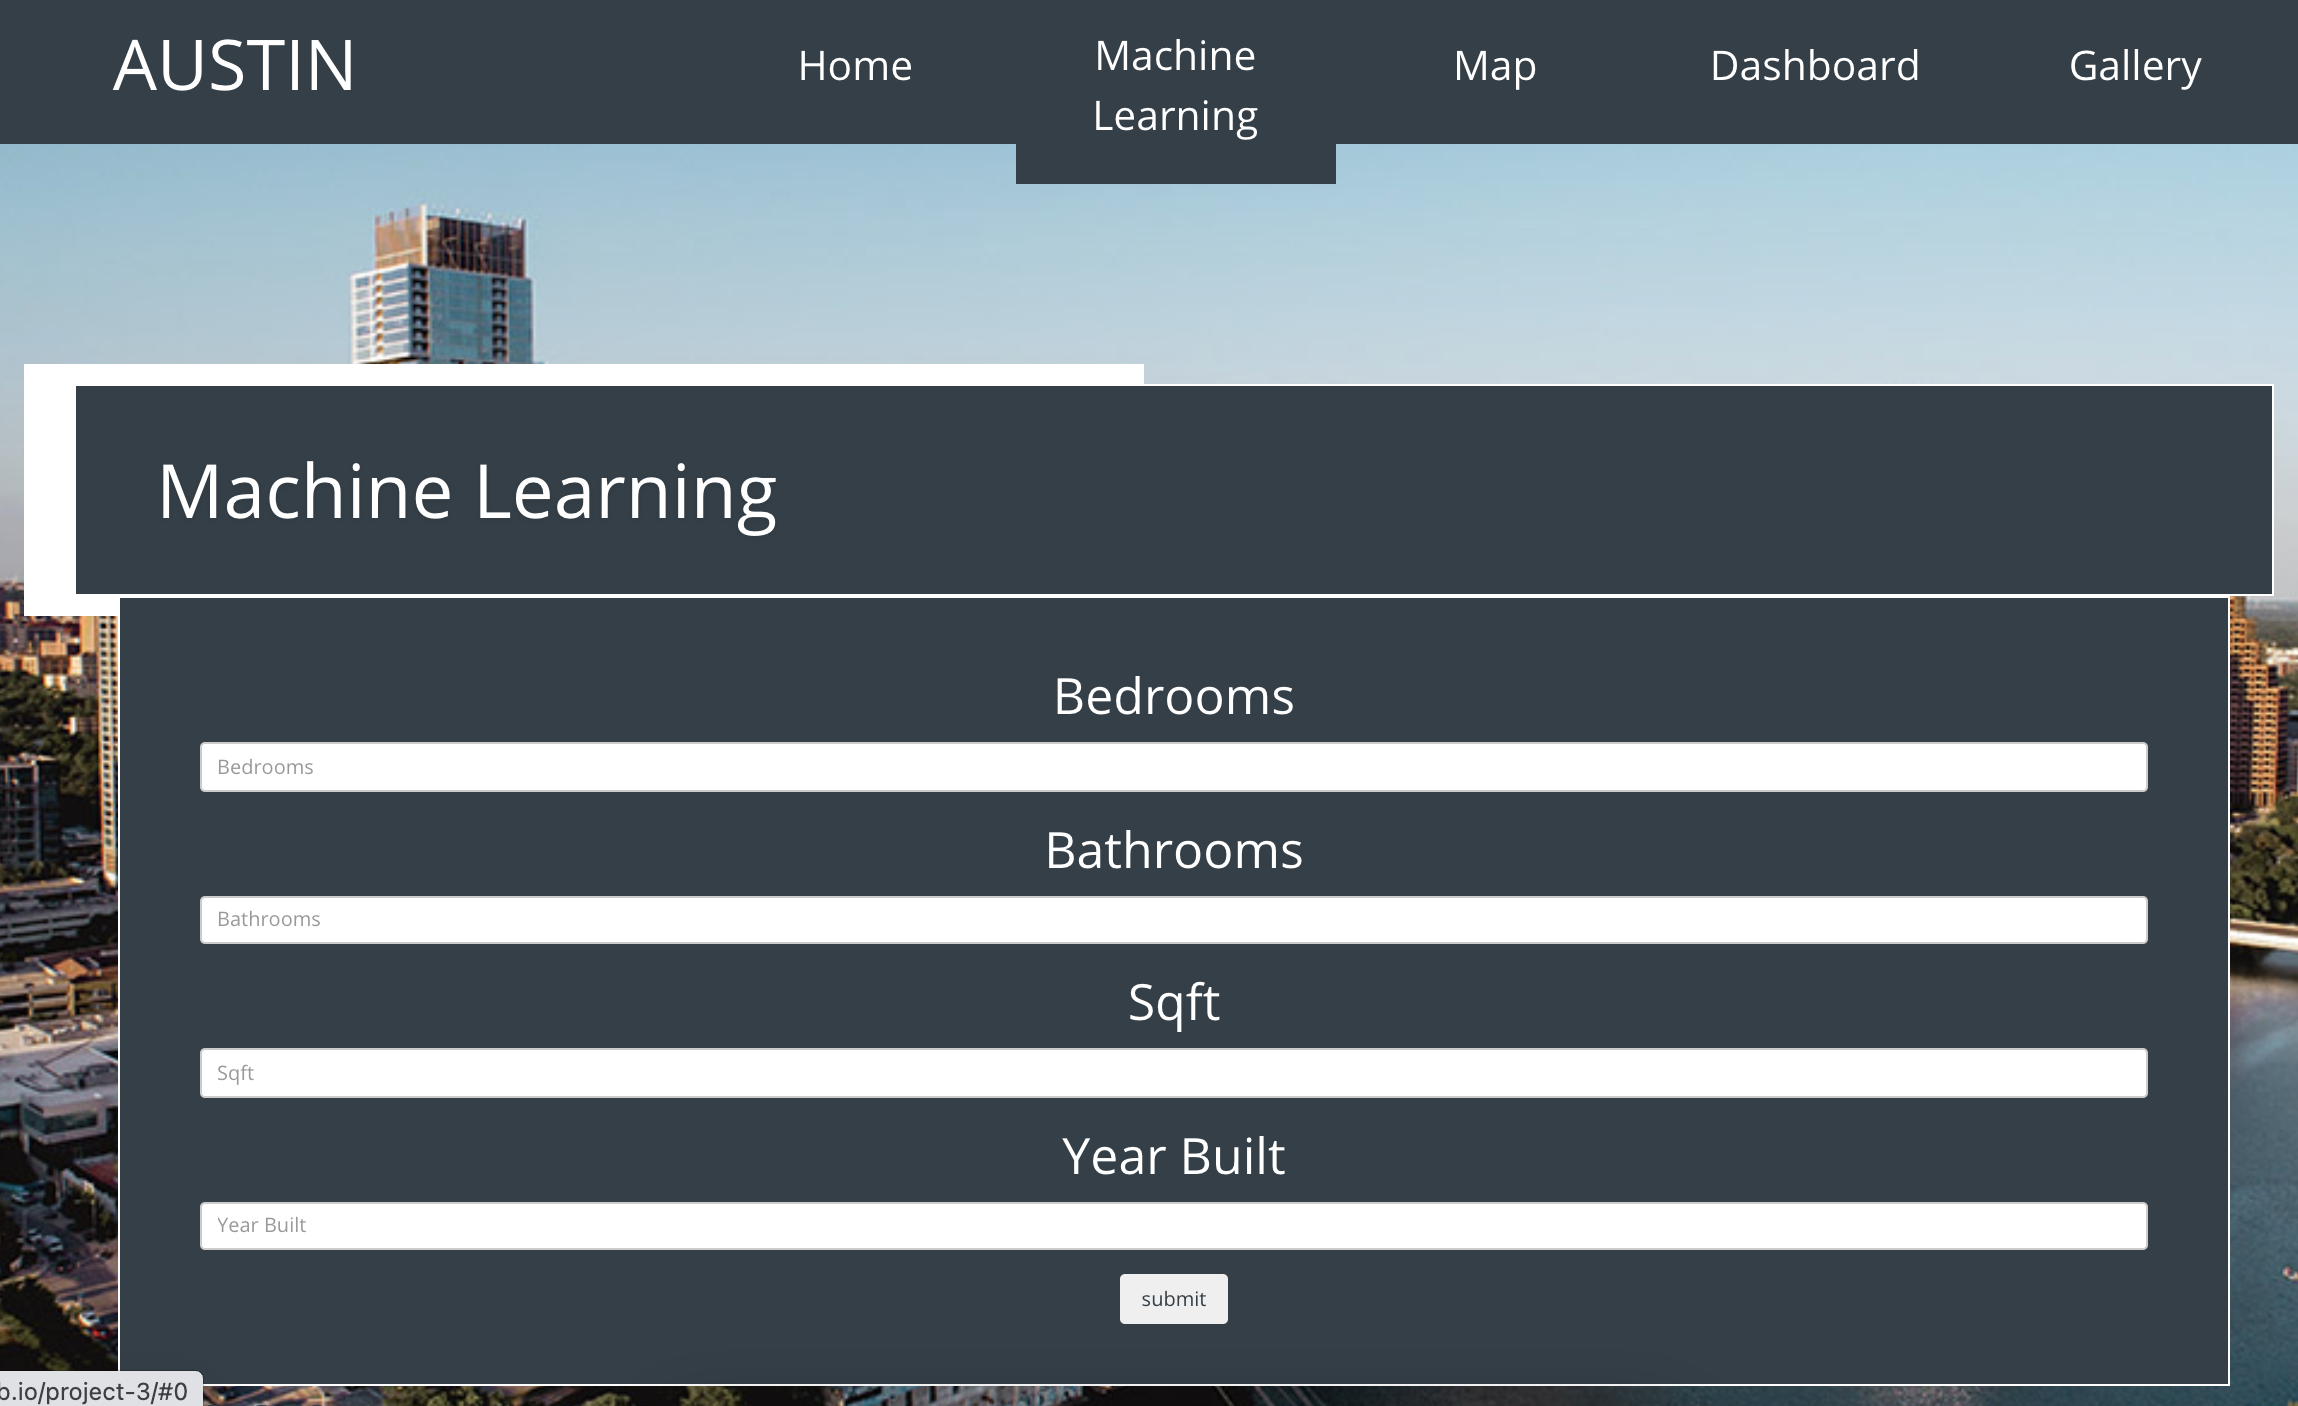 AUSTIN
Home
Machine
Learning
Map
Dashboard
Gallery
Machine Learning
Bedrooms
Bedrooms
Bathrooms
Bathrooms
Sqft
Sqft
Year Built
Year Built
submit
b.io/project-3/#0